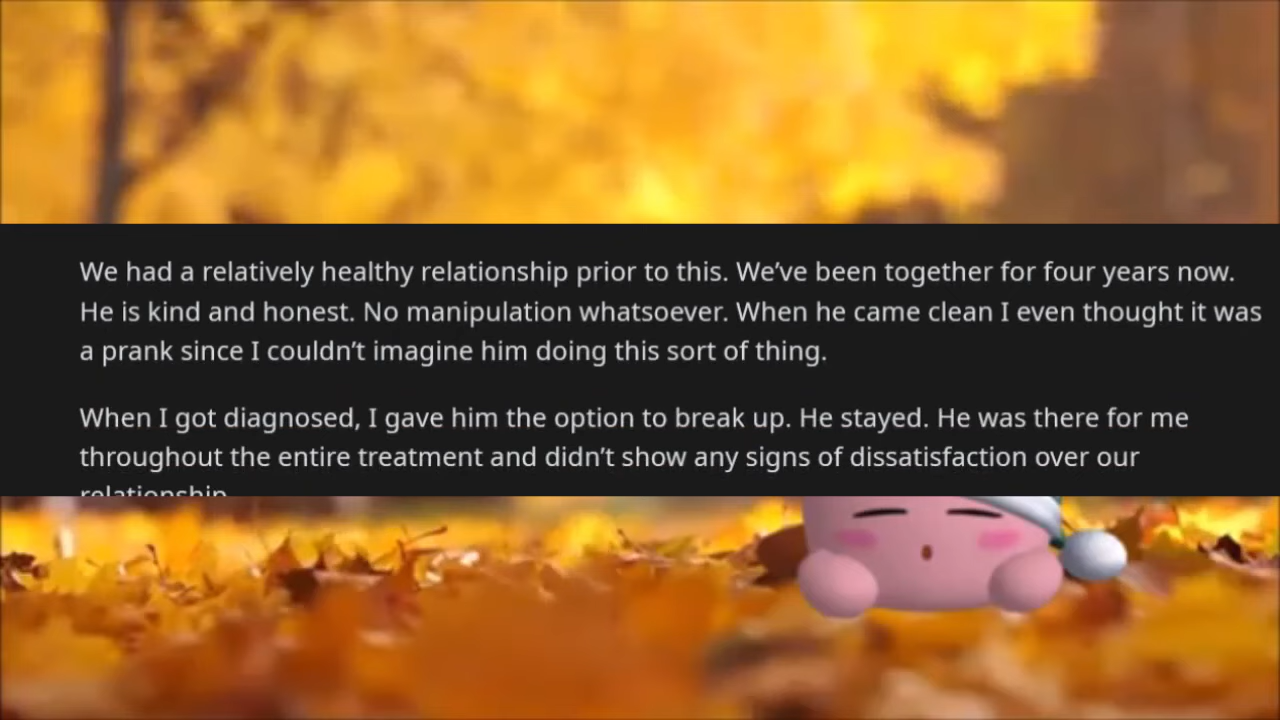 We had a relatively healthy relationship prior to this. We’ve been together for four years now.
He is kind and honest. No manipulation whatsoever. When he came clean I even thought it was
a prank since I couldn’t imagine him doing this sort of thing.
When I got diagnosed, I gave him the option to break up. He stayed. He was there for me
throughout the entire treatment and didn’t show any signs of dissatisfaction over our
relationship.